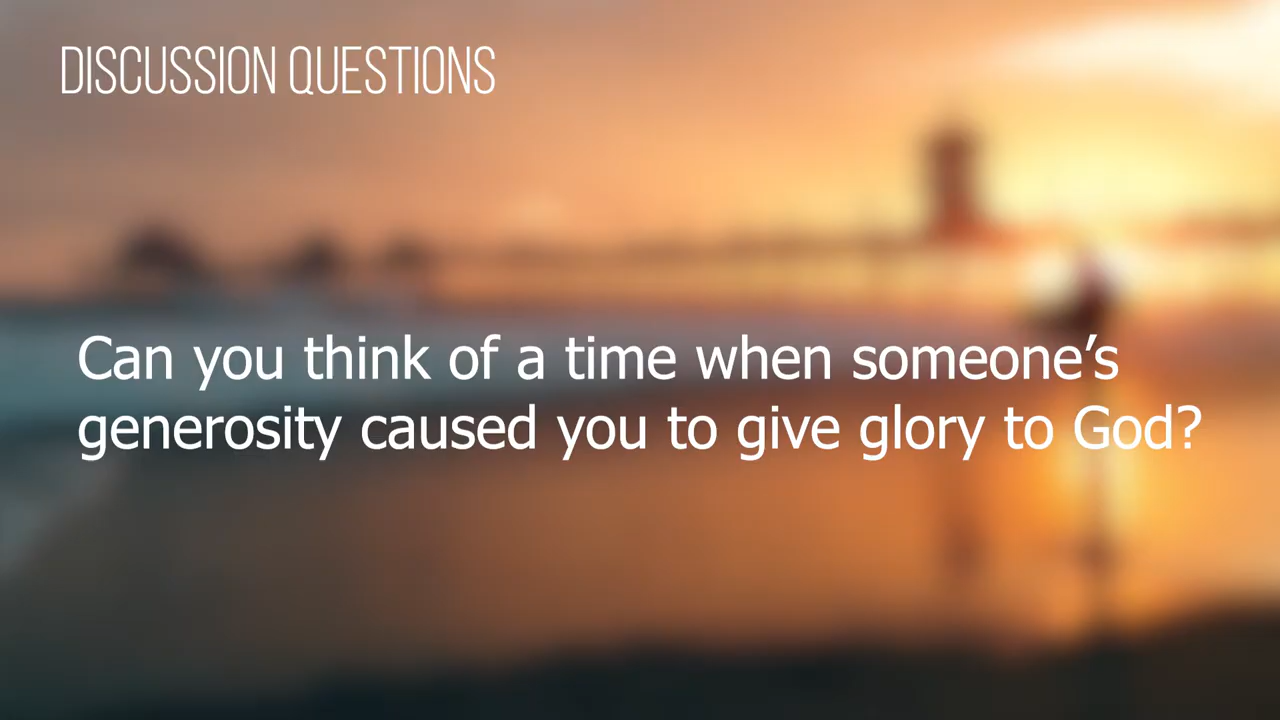 DISCUSSION QUESTIONS
Can you think of a time when someone’s
generosity caused you to give glory to God?